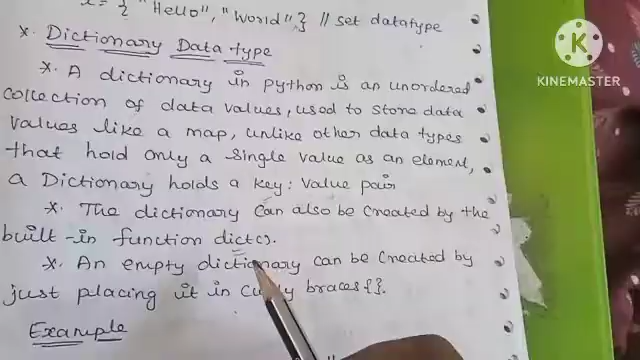 x = { "Hello", "World", } // set datatype
* Dictionary Data type
* A dictionary in python is an unordered
collection of data values, used to store data
values like a map, unlike other data types
that hold only a single value as an element,
a Dictionary holds a key: value pair
* The dictionary can also be created by the
built-in function dict().
* An empty dictionary can be created by
just placing it in curly braces{}.
Example
KINEMASTER